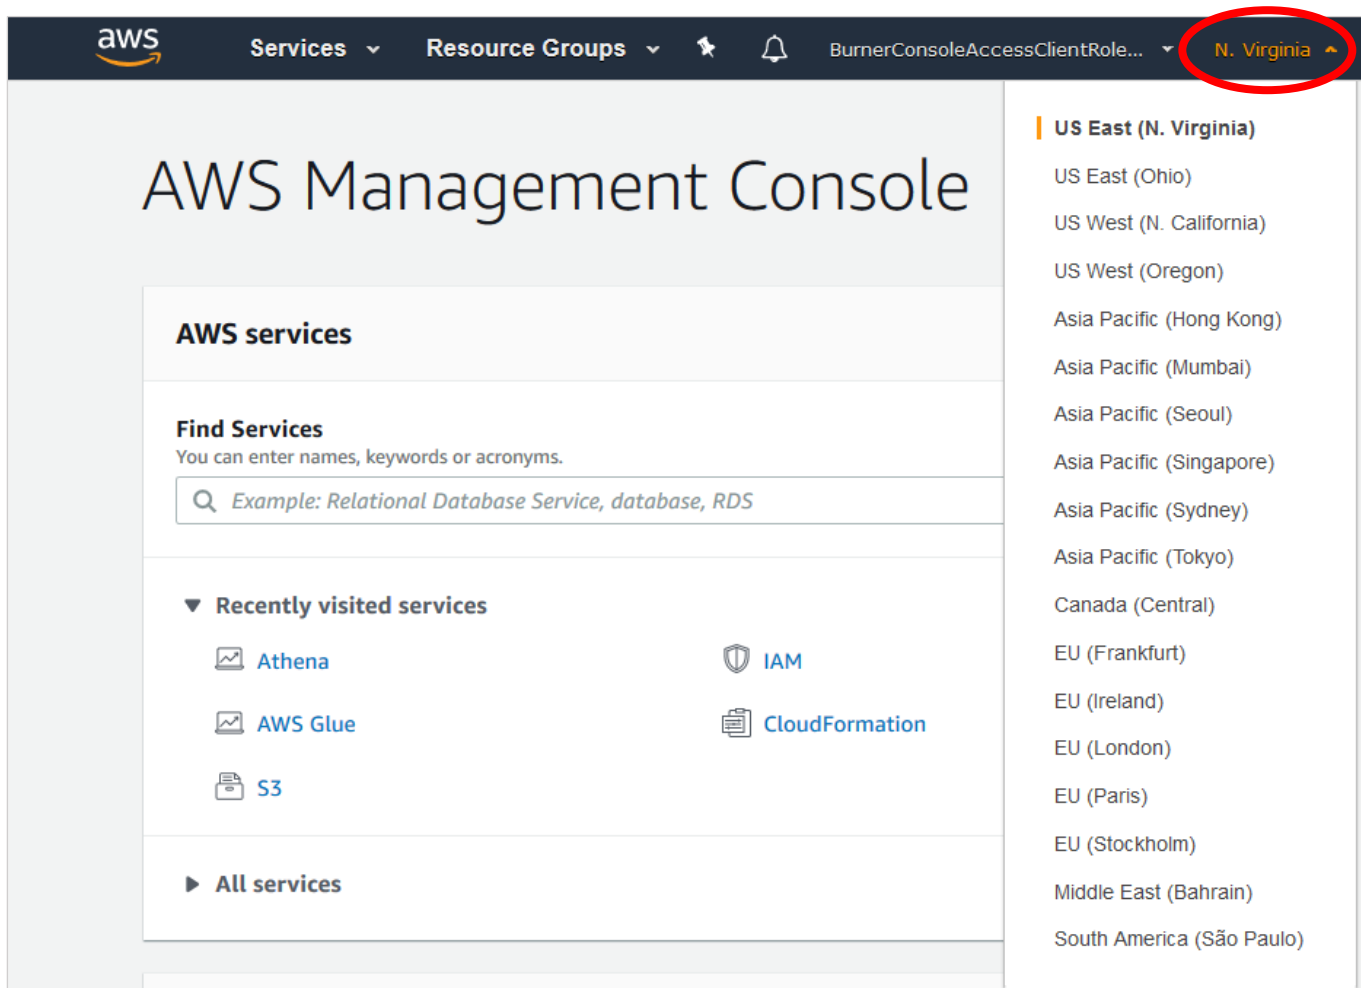 aws Services Resource Groups BurnerConsoleAccessClientRole... N. Virginia
AWS Management Console
AWS services
Find Services
You can enter names, keywords or acronyms.
Example: Relational Database Service, database, RDS
Recently visited services
Athena IAM
AWS Glue CloudFormation
S3
All services
US East (N. Virginia)
US East (Ohio)
US West (N. California)
US West (Oregon)
Asia Pacific (Hong Kong)
Asia Pacific (Mumbai)
Asia Pacific (Seoul)
Asia Pacific (Singapore)
Asia Pacific (Sydney)
Asia Pacific (Tokyo)
Canada (Central)
EU (Frankfurt)
EU (Ireland)
EU (London)
EU (Paris)
EU (Stockholm)
Middle East (Bahrain)
South America (São Paulo)